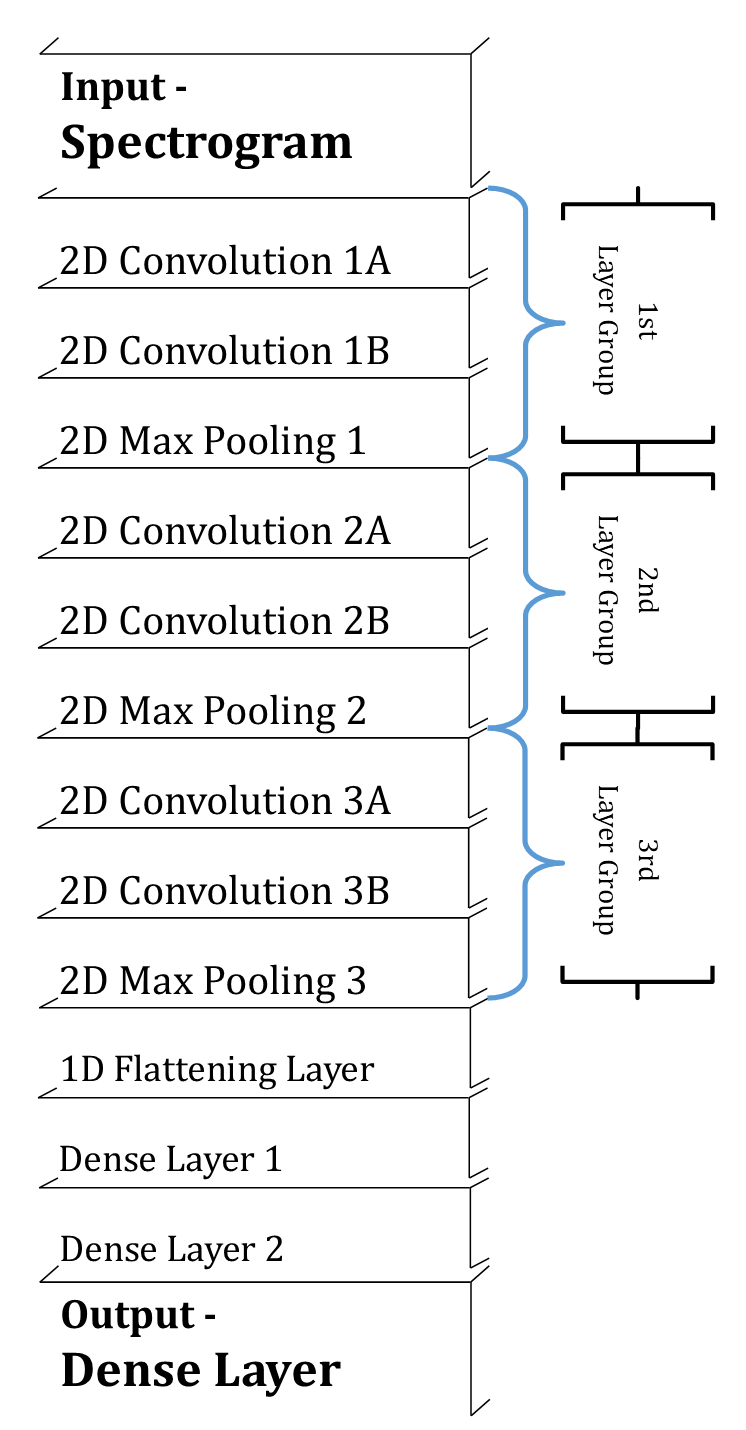 Input -
Spectrogram
2D Convolution 1A
2D Convolution 1B
2D Max Pooling 1
1st
Layer Group
2D Convolution 2A
2D Convolution 2B
2D Max Pooling 2
2nd
Layer Group
2D Convolution 3A
2D Convolution 3B
2D Max Pooling 3
3rd
Layer Group
1D Flattening Layer
Dense Layer 1
Dense Layer 2
Output -
Dense Layer